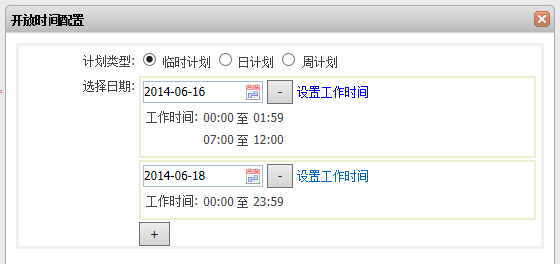 开放时间配置
计划类型: 临时计划 日计划 周计划
选择日期: 2014-06-16 - 设置工作时间
工作时间: 00:00 至 01:59
07:00 至 12:00
2014-06-18 - 设置工作时间
工作时间: 00:00 至 23:59
+